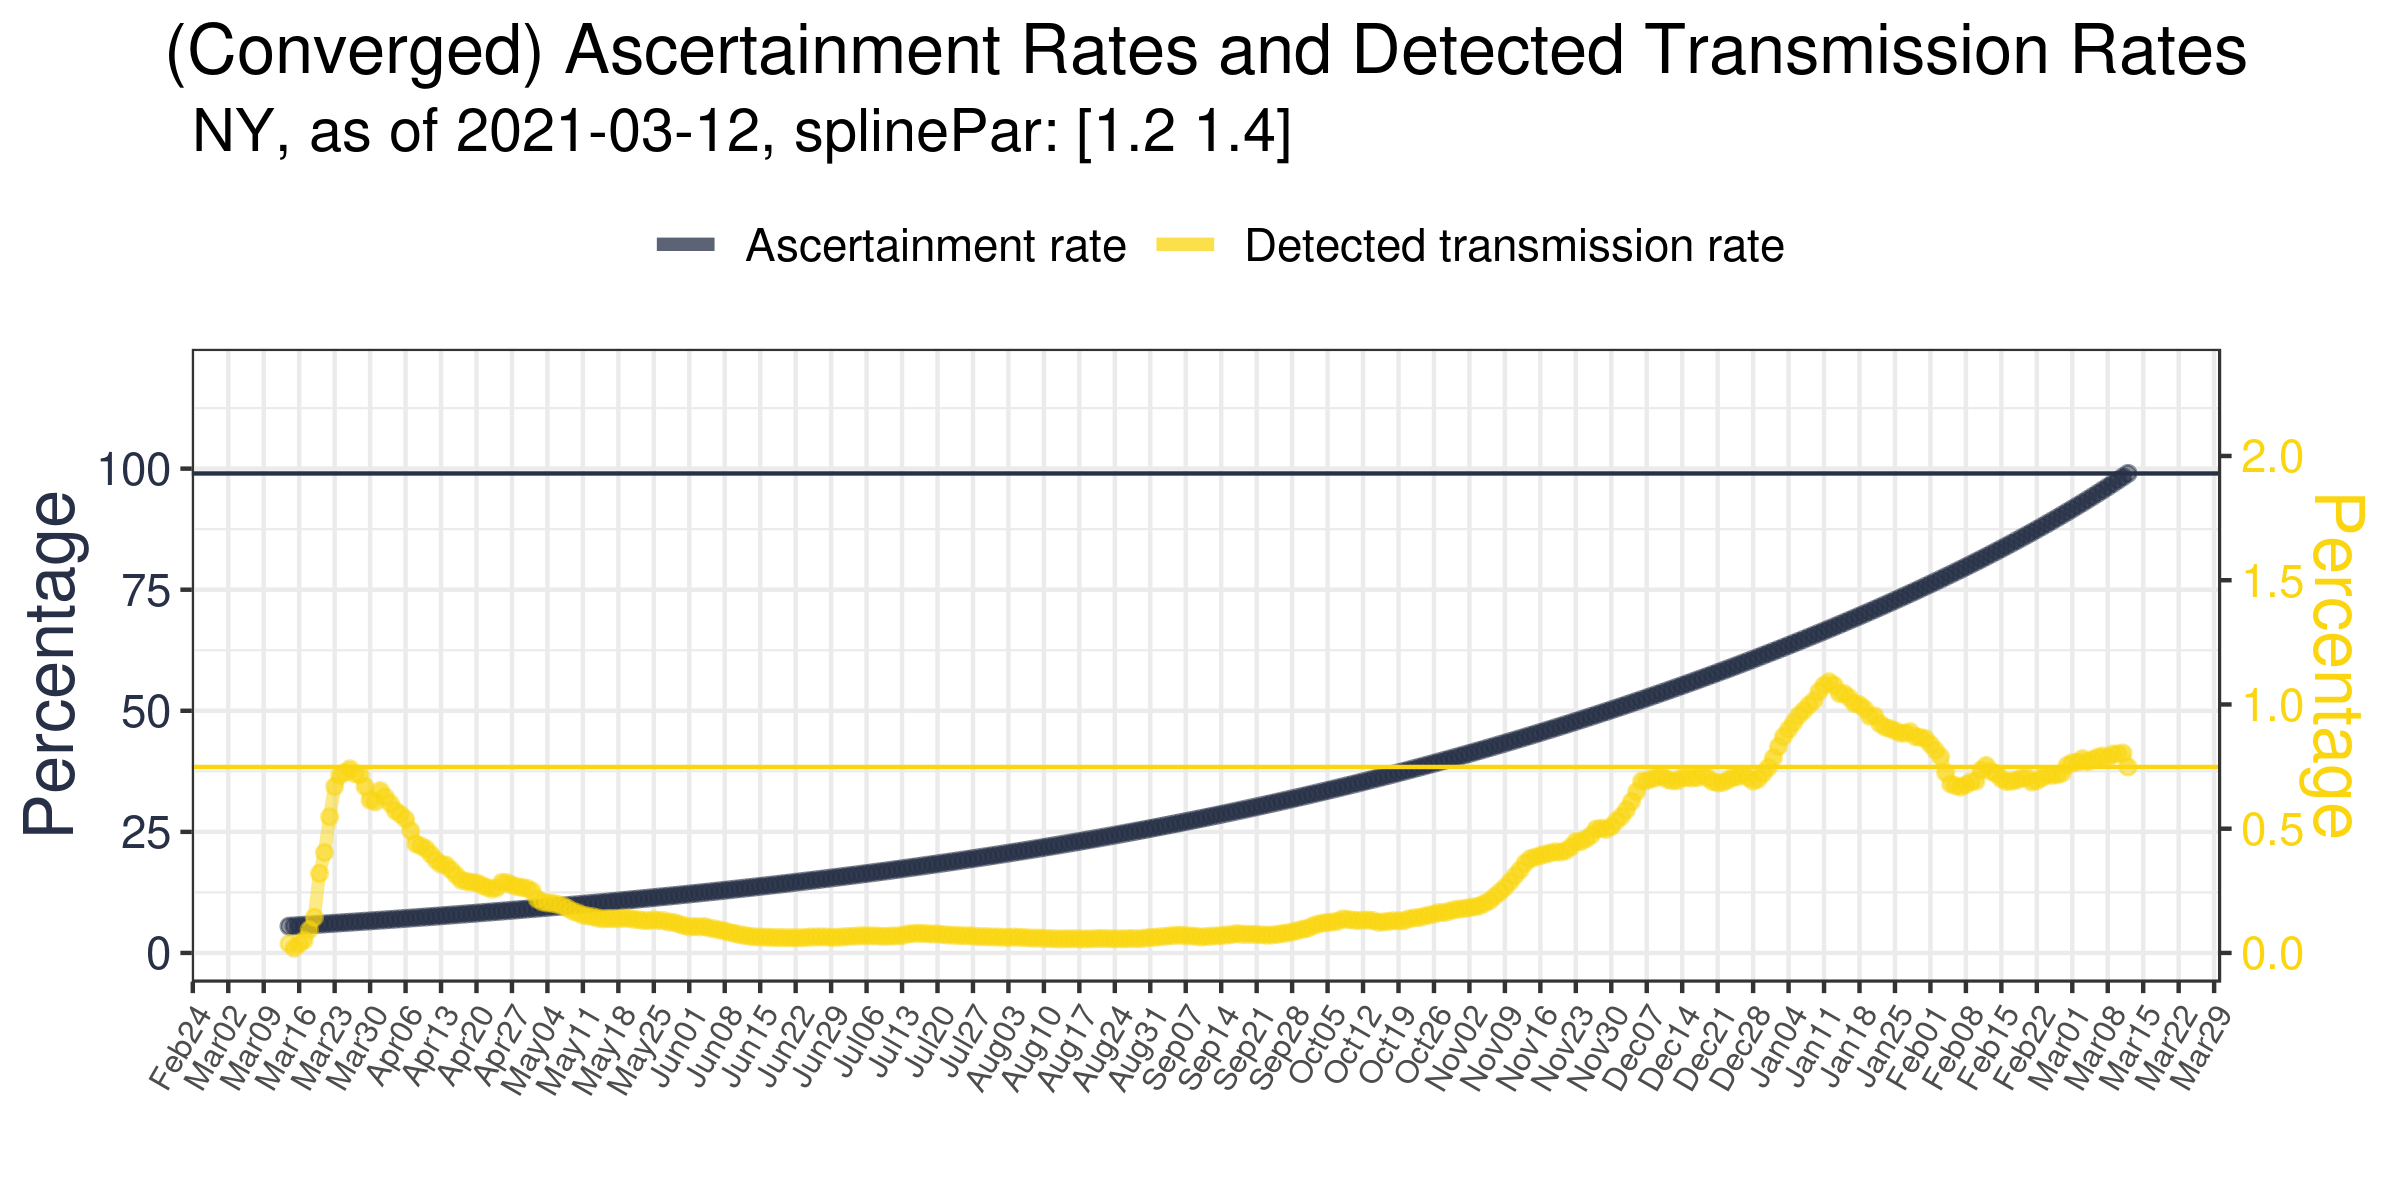 (Converged) Ascertainment Rates and Detected Transmission Rates
NY, as of 2021-03-12, splinePar: [1.2 1.4]
Ascertainment rate Detected transmission rate
Percentage
100
75
50
25
0
2.0
1.5
1.0
0.5
0.0
Percentage
Feb24 Mar02 Mar09 Mar16 Mar23 Mar30 Apr06 Apr13 Apr20 Apr27 May04 May11 May18 May25 Jun01 Jun08 Jun15 Jun22 Jun29 Jul06 Jul13 Jul20 Jul27 Aug03 Aug10 Aug17 Aug24 Aug31 Sep07 Sep14 Sep21 Sep28 Oct05 Oct12 Oct19 Oct26 Nov02 Nov09 Nov16 Nov23 Nov30 Dec07 Dec14 Dec21 Dec28 Jan04 Jan11 Jan18 Jan25 Feb01 Feb08 Feb15 Feb22 Mar01 Mar08 Mar15 Mar22 Mar29